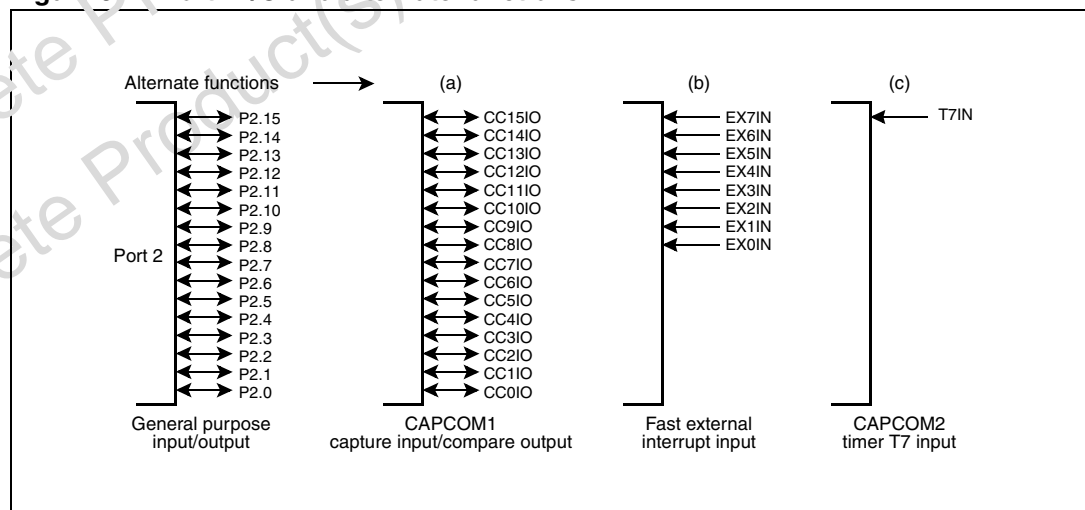 ete Product(s)
Alternate functions
(a)
(b)
(c)
Port 2
P2.15
P2.14
P2.13
P2.12
P2.11
P2.10
P2.9
P2.8
P2.7
P2.6
P2.5
P2.4
P2.3
P2.2
P2.1
P2.0
General purpose
input/output
CC15IO
CC14IO
CC13IO
CC12IO
CC11IO
CC10IO
CC9IO
CC8IO
CC7IO
CC6IO
CC5IO
CC4IO
CC3IO
CC2IO
CC1IO
CC0IO
CAPCOM1
capture input/compare output
EX7IN
EX6IN
EX5IN
EX4IN
EX3IN
EX2IN
EX1IN
EX0IN
Fast external
interrupt input
T7IN
CAPCOM2
timer T7 input